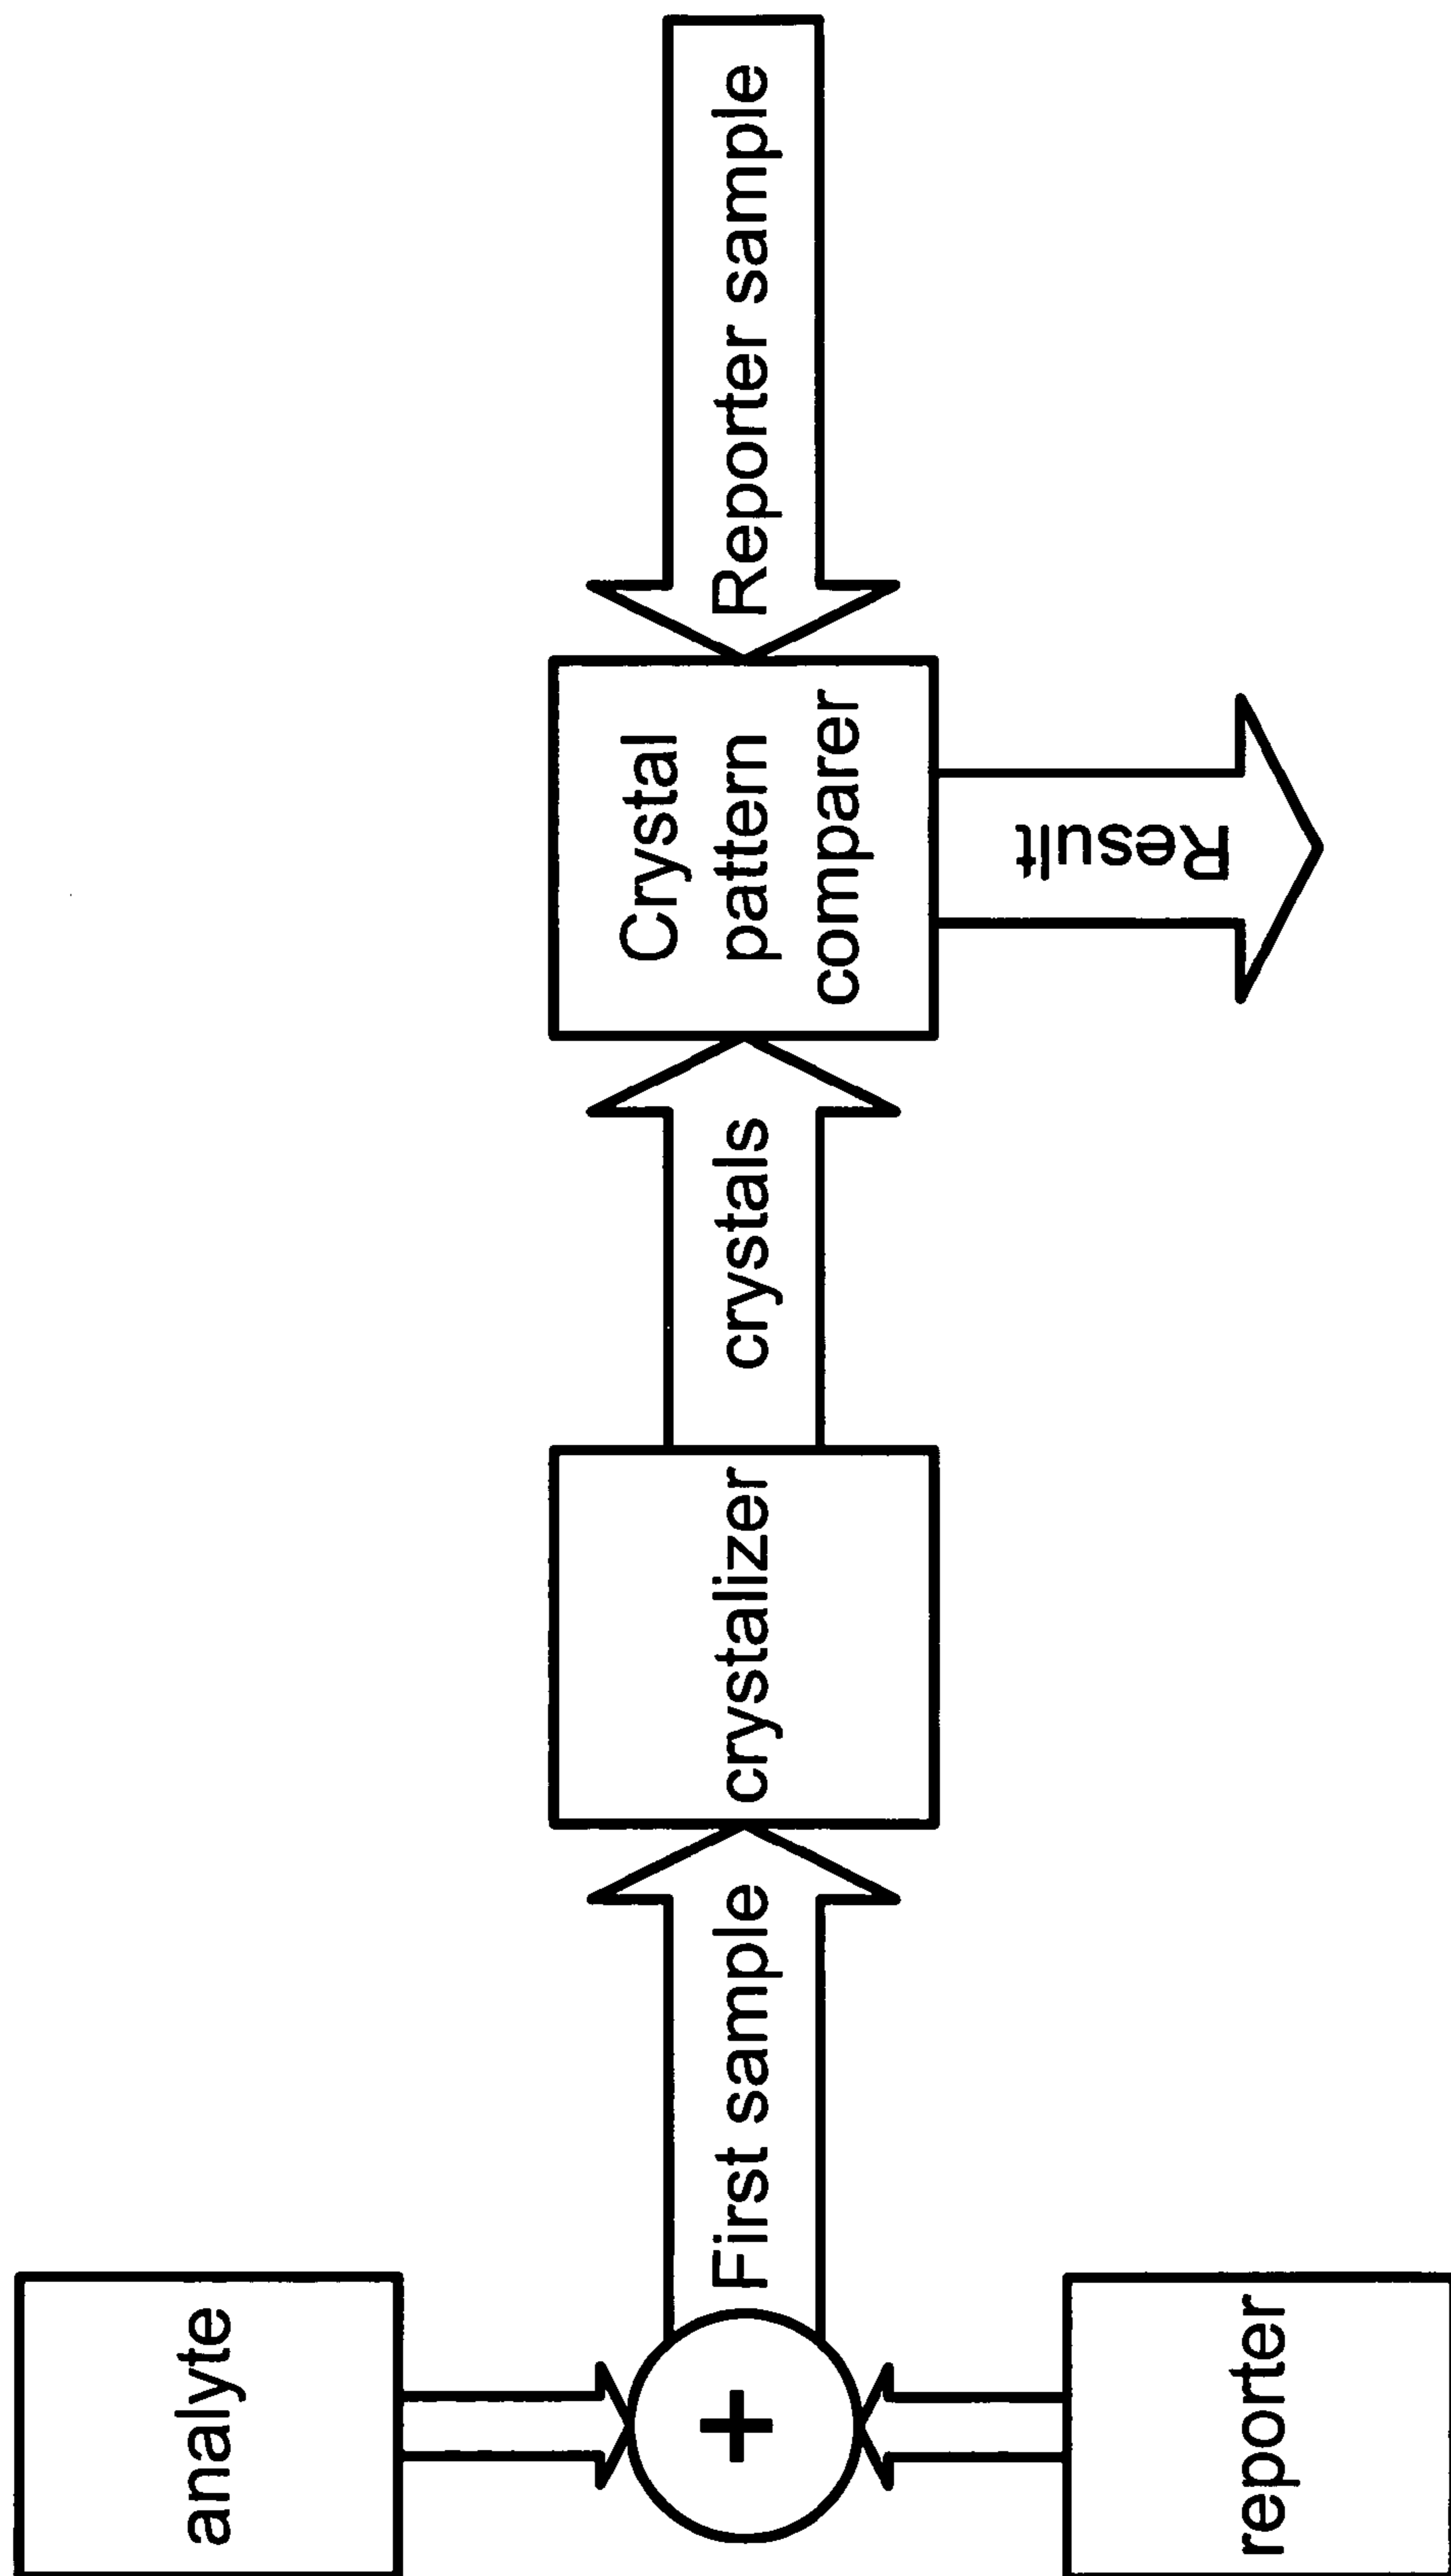 analyte
+
reporter
First sample
crystalizer
crystals
Crystal
pattern
comparer
Reporter sample
Result